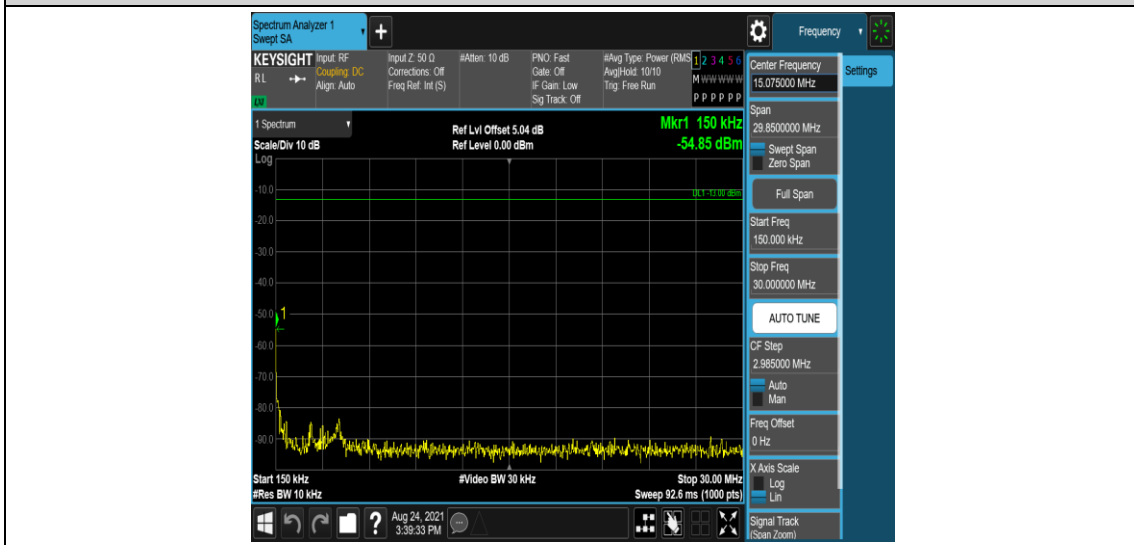 Spectrum Analyzer 1
Swept SA
+
Frequency
KEYSIGHT
RL
LXI
Input: RF
Coupling: DC
Align: Auto
Input Z: 50 Ω
Corrections: Off
Freq Ref: Int (S)
#Atten: 10 dB
PNO: Fast
Gate: Off
IF Gain: Low
Sig Track: Off
#Avg Type: Power (RMS
Avg|Hold: 10/10
Trig: Free Run
1 2 3 4 5 6
M W W W W W
P P P P P P
1 Spectrum
Scale/Div 10 dB
Ref Lvl Offset 5.04 dB
Ref Level 0.00 dBm
Mkr1 150 kHz
-54.85 dBm
Log
DL1 -13.00 dBm
-10.0
-20.0
-30.0
-40.0
-50.0
1
-60.0
-70.0
-80.0
-90.0
Start 150 kHz
#Res BW 10 kHz
#Video BW 30 kHz
Stop 30.00 MHz
Sweep 92.6 ms (1000 pts)
Center Frequency
15.075000 MHz
Settings
Span
29.8500000 MHz
Swept Span
Zero Span
Full Span
Start Freq
150.000 kHz
Stop Freq
30.000000 MHz
AUTO TUNE
CF Step
2.985000 MHz
Auto
Man
Freq Offset
0 Hz
X Axis Scale
Log
Lin
Signal Track
(Span Zoom)
?
Aug 24, 2021
3:39:33 PM